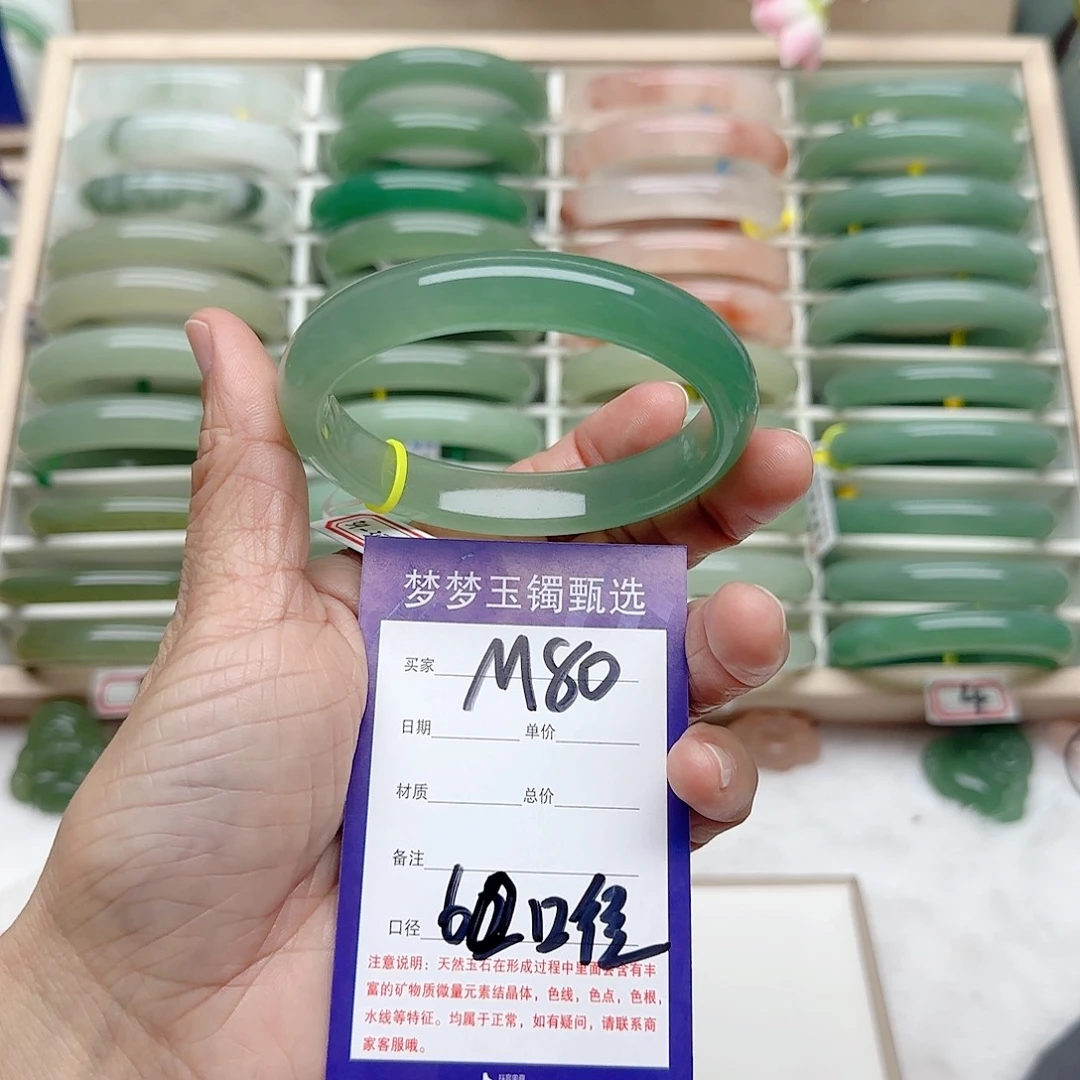 梦梦玉镯甄选
买家 M80
日期 单价
材质 总价
备注
口径 60口径
注意说明：天然玉石在形成过程中里面会含有丰
富的矿物质微量元素结晶体，色线，色点，色根，
水线等特征。均属于正常，如有疑问，请联系商
家客服哦。
抖音电商